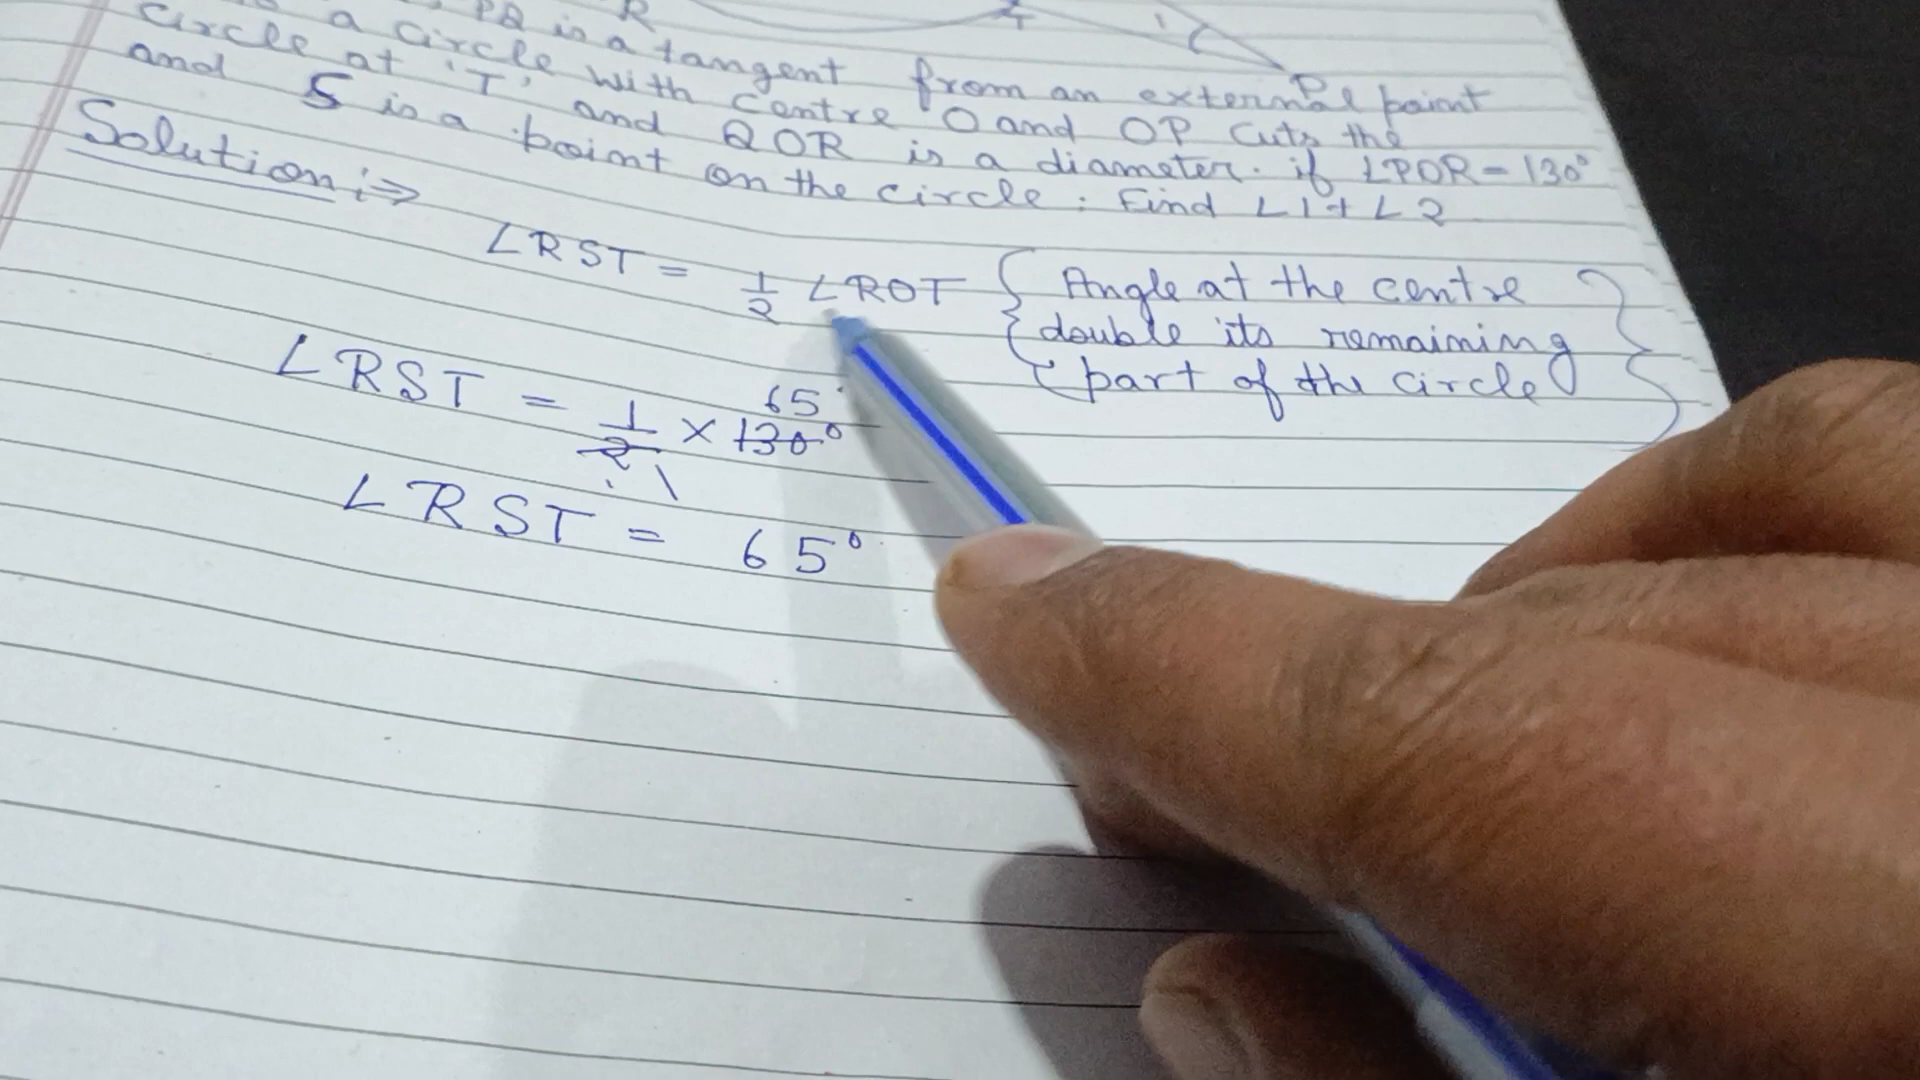 R
T
1
P
PQ is a tangent from an external point
a circle with centre O and OP cuts the
circle at 'T' and QOR is a diameter. if ∠POR = 130°
and S is a point on the circle; Find ∠1+∠2
Solution:⇒
∠RST = 1/2 ∠ROT { Angle at the centre
double its remaining
part of the circle }
65
∠RST = 1/2 × 130°
1
∠RST = 65°